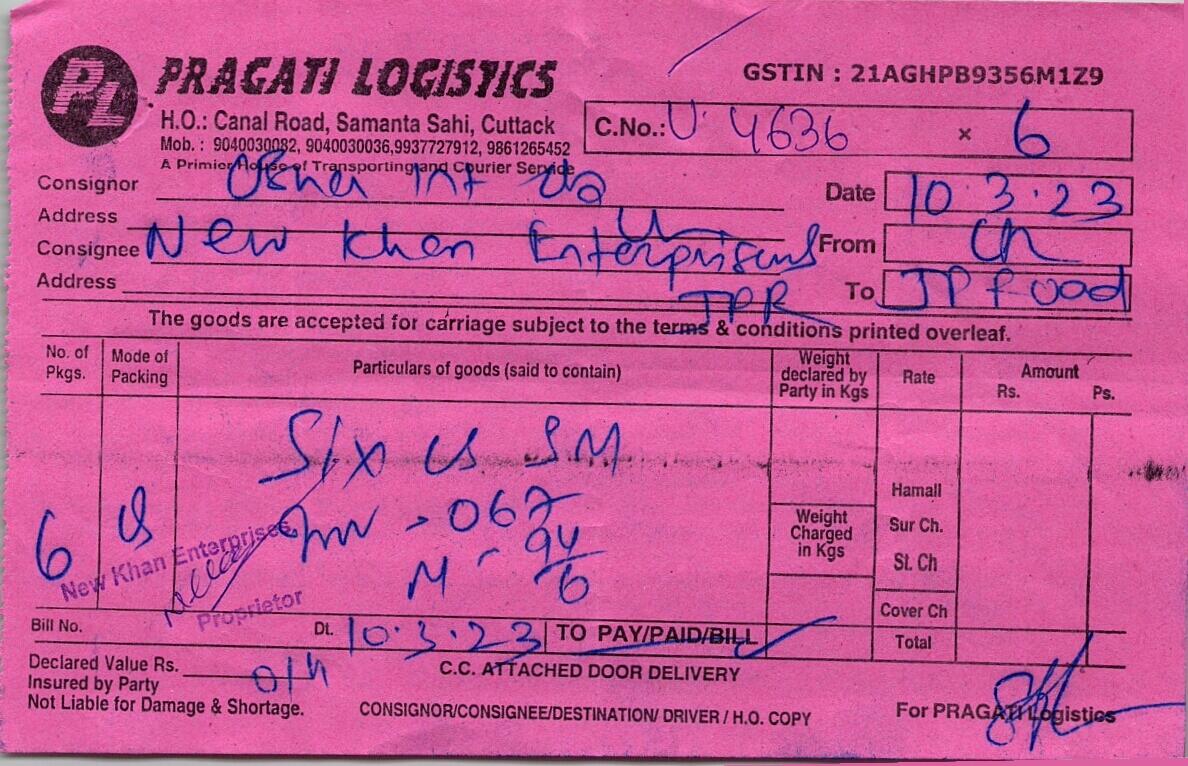 PL PRAGATI LOGISTICS
GSTIN : 21AGHPB9356M1Z9
H.O.: Canal Road, Samanta Sahi, Cuttack
Mob. : 9040030082, 9040030036,9937727912, 9861265452
A Primier House of Transporting and Courier Service
C.No.: U 4636 x 6
Consignor Usha Int
Date 10.3.23
Address
Consignee New Khan Enterprises
From
Address JPR
To
The goods are accepted for carriage subject to the terms & conditions printed overleaf.
No. of Pkgs. Mode of Packing Particulars of goods (said to contain) Weight declared by Party in Kgs Rate Amount Rs. Ps.
Six cs SM
Hamali
6 cs Inv - 067
Weight Charged in Kgs
Sur Ch.
M - 94/6
St. Ch
New Khan Enterprises
Proprietor
Cover Ch
Bill No. Dt. 10.3.23 TO PAY/PAID/BILL
Total
Declared Value Rs.
C.C. ATTACHED DOOR DELIVERY
Insured by Party
Not Liable for Damage & Shortage.
CONSIGNOR/CONSIGNEE/DESTINATION/ DRIVER / H.O. COPY
For PRAGATI Logistics